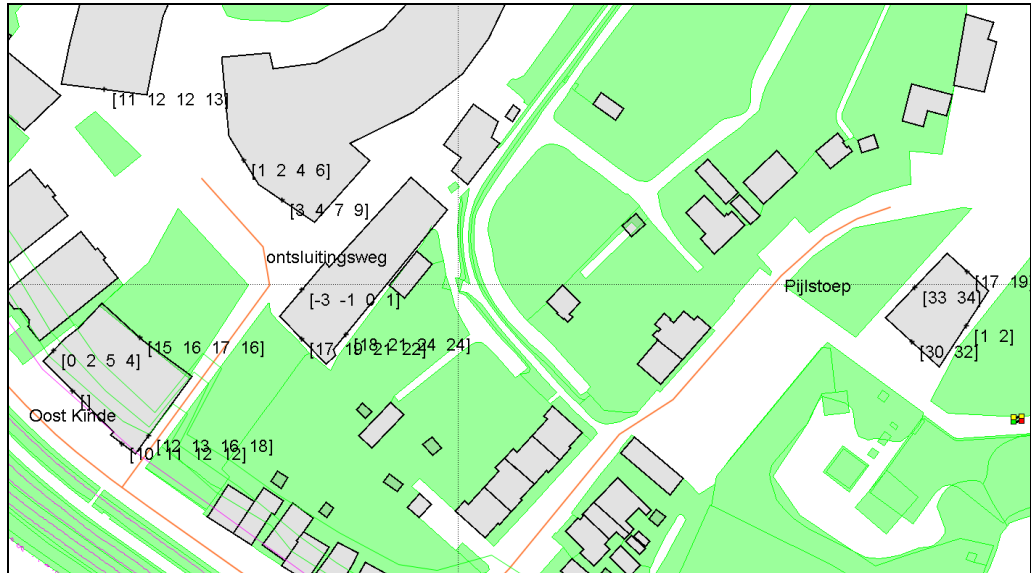 [11 12 12 13]
[1 2 4 6]
[3 4 7 9]
ontsluitingsweg
[-3 -1 0 1]
Pijlstoep
[17 19
[33 34]
[1 2]
[30 32]
[15 16 17 16]
[17 19 21 22]
[18 21 24 24]
[0 2 5 4]
[]
Oost Kinde
[12 13 16 18]
[10 11 12 12]